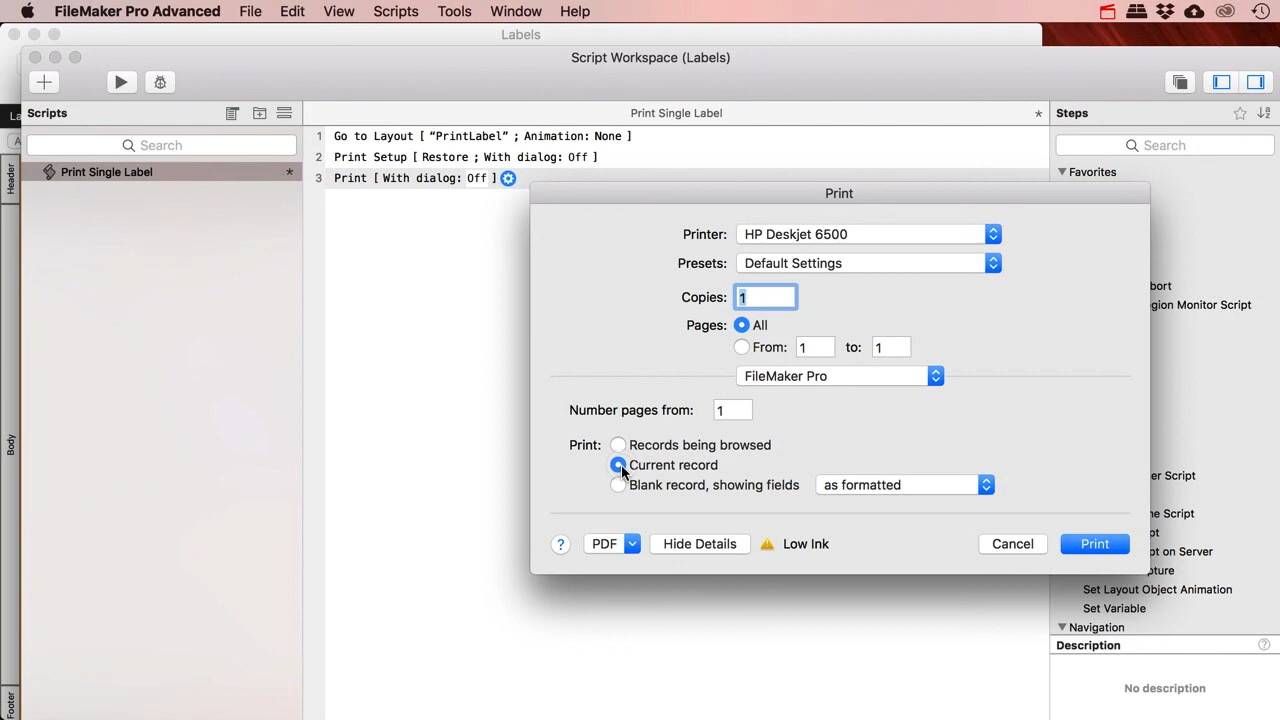 FileMaker Pro Advanced File Edit View Scripts Tools Window Help
Labels
Script Workspace (Labels)
Scripts
Print Single Label *
Steps
Search
Print Single Label *
1 Go to Layout [ “PrintLabel” ; Animation: None ]
2 Print Setup [ Restore ; With dialog: Off ]
3 Print [ With dialog: Off ]
Search
Favorites
Header
Body
Footer
Print
Printer: HP Deskjet 6500
Presets: Default Settings
Copies: 1
Pages: All
From: 1 to: 1
FileMaker Pro
Number pages from: 1
Print: Records being browsed
Current record
Blank record, showing fields as formatted
? PDF Hide Details Low Ink Cancel Print
bort
egion Monitor Script
er Script
ne Script
pt
pt on Server
pture
Set Layout Object Animation
Set Variable
Navigation
Description ?
No description